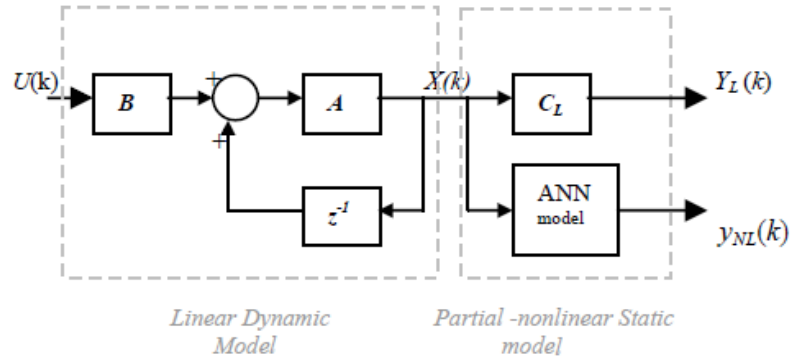 U(k)
B
+
A
X(k)
C_L
Y_L(k)
+
z^-1
ANN
model
y_NL(k)
Linear Dynamic
Model
Partial -nonlinear Static
model